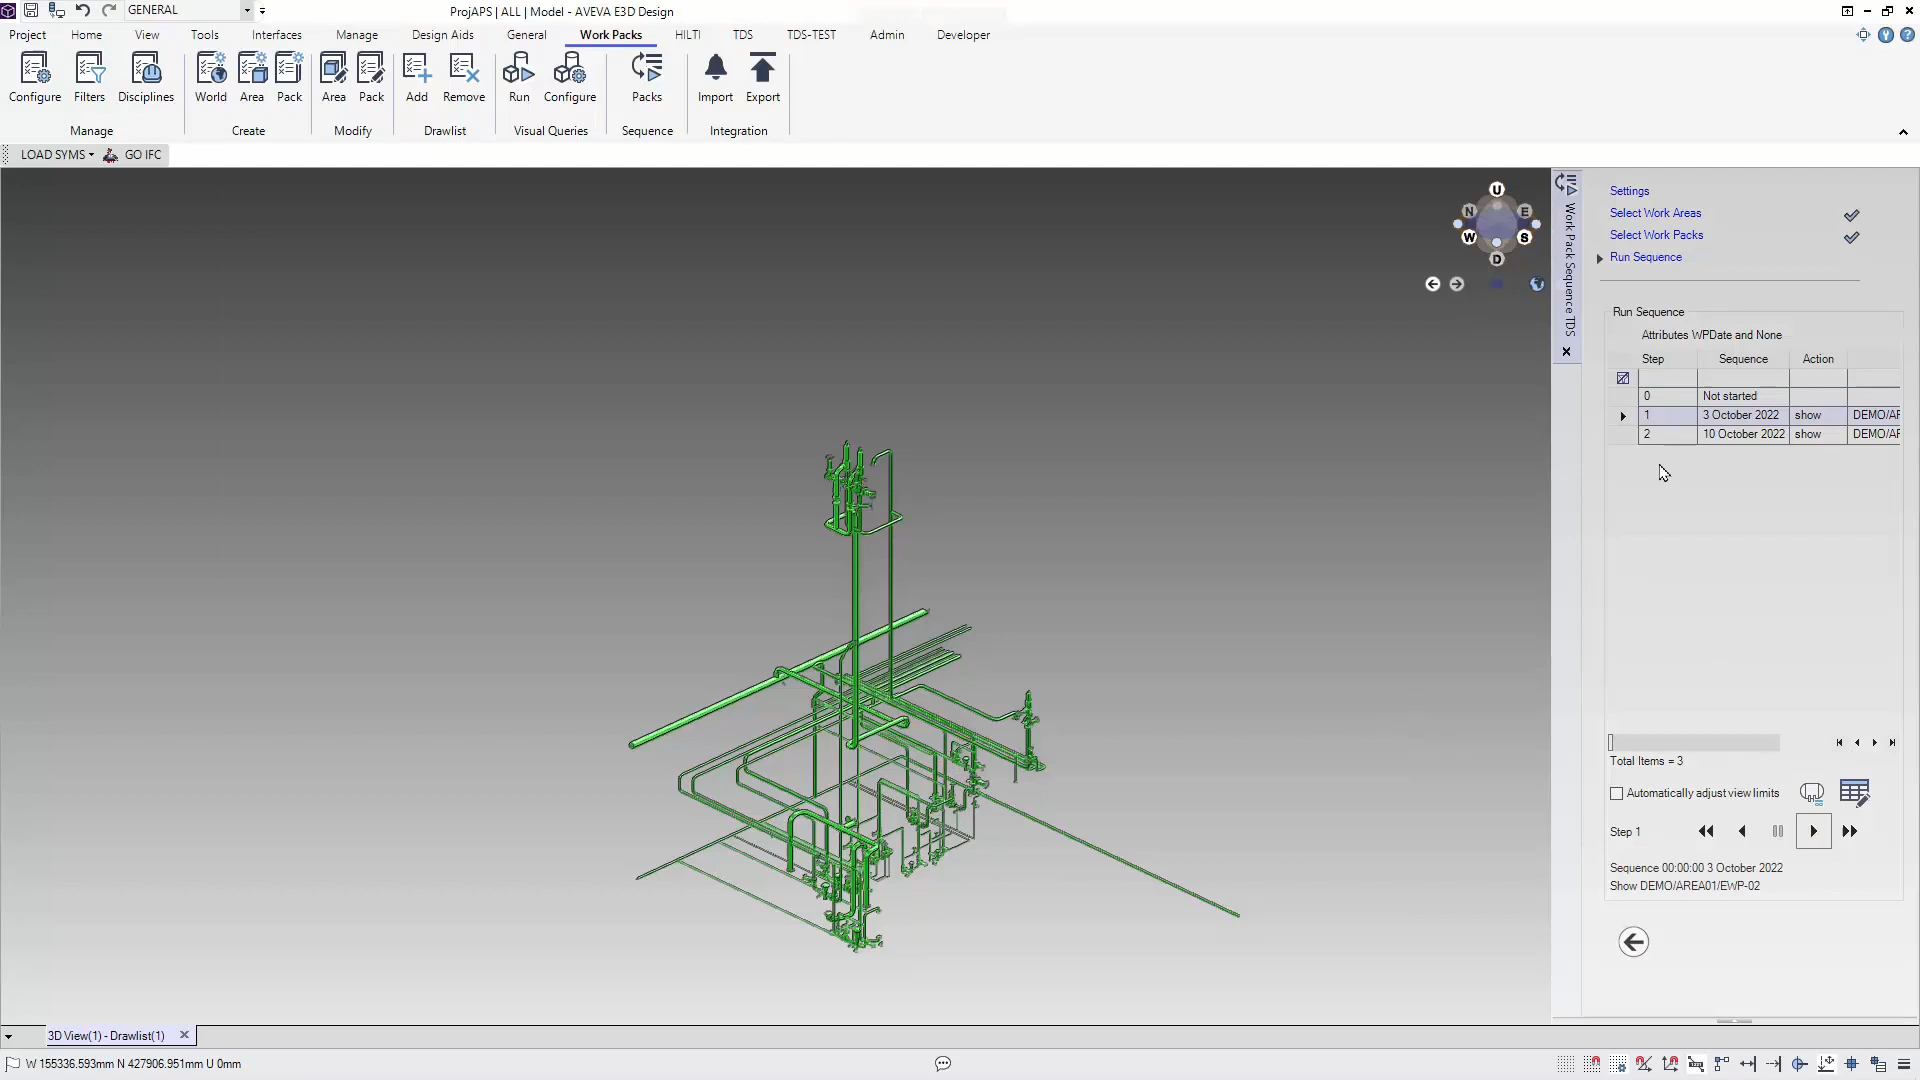 GENERAL
ProjAPS | ALL | Model - AVEVA E3D Design
Project Home View Tools Interfaces Manage Design Aids General Work Packs HILTI TDS TDS-TEST Admin Developer
Configure Filters Disciplines World Area Pack Area Pack Add Remove Run Configure Packs Import Export
Manage Create Modify Drawlist Visual Queries Sequence Integration
LOAD SYMS GO IFC
U
N E
W S
D
Work Pack Sequence TDS
Settings
Select Work Areas
Select Work Packs
Run Sequence
Run Sequence
Attributes WPDate and None
Step Sequence Action
0 Not started
1 3 October 2022 show DEMO/AF
2 10 October 2022 show DEMO/AF
Total Items = 3
Automatically adjust view limits
Step 1
Sequence 00:00:00 3 October 2022
Show DEMO/AREA01/EWP-02
3D View(1) - Drawlist(1)
W 155336.593mm N 427906.951mm U 0mm